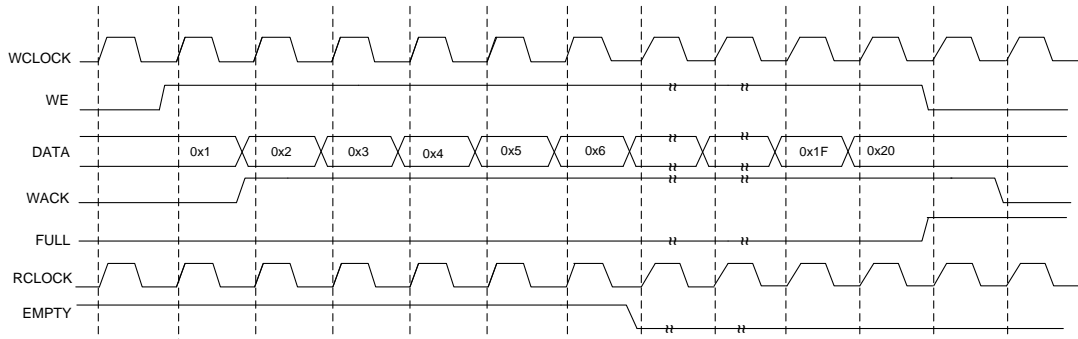 WCLOCK
WE
DATA 0x1 0x2 0x3 0x4 0x5 0x6 0x1F 0x20
WACK
FULL
RCLOCK
EMPTY